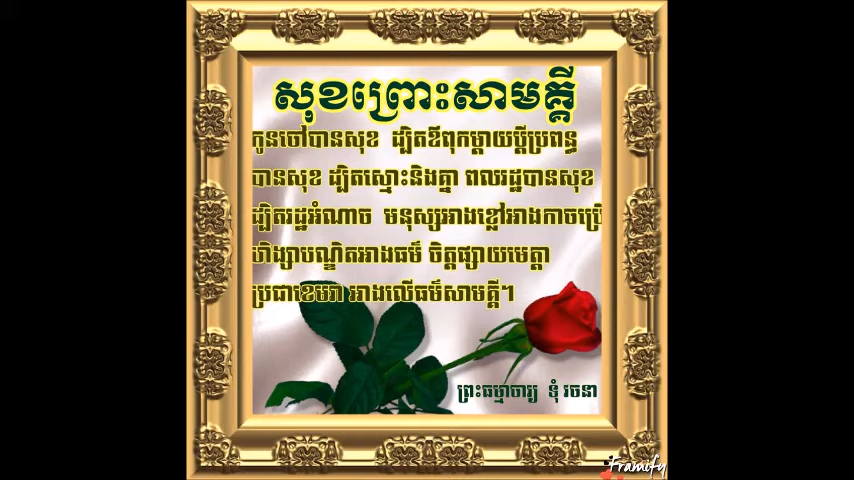 សុខព្រោះសាមគ្គី
កូនចៅបានសុខ ដ្បិតឪពុកម្ដាយប្ដីប្រពន្ធ
បានសុខ ដ្បិតស្មោះនិងគ្នា ពលរដ្ឋបានសុខ
ដ្បិតរដ្ឋអំណាច មនុស្សអាងខ្លៅអាងកាចប្រើ
ហិង្សាបណ្ឌិតអាងធម៌ ចិត្តផ្សាយមេត្តា
ប្រជាខេមរា អាងលើធម៌សាមគ្គី។
ព្រះធម្មាចារ្យ ទុំ រចនា
Framify